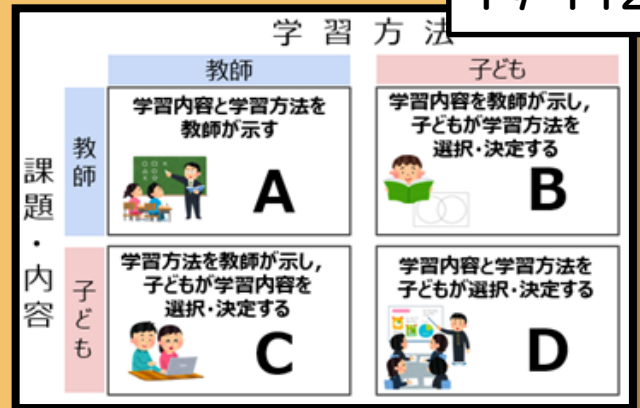 学習方法
教師
子ども
課題・内容
教師
学習内容と学習方法を
教師が示す
A
学習内容を教師が示し,
子どもが学習方法を
選択・決定する
B
子ども
学習方法を教師が示し,
子どもが学習内容を
選択・決定する
C
学習内容と学習方法を
子どもが選択・決定する
D